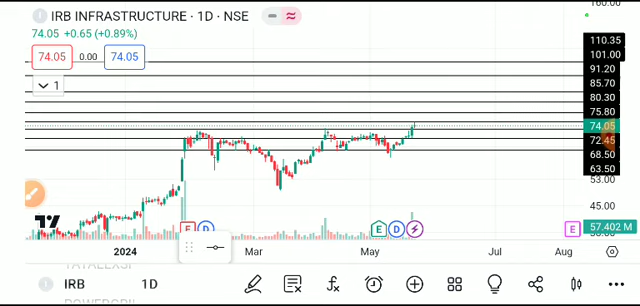 IRB INFRASTRUCTURE · 1D · NSE
74.05 +0.65 (+0.89%)
74.05 0.00 74.05
1
160.00
110.35
101.00
91.20
85.70
80.30
75.80
74.05
72.45
68.50
63.50
53.00
45.00
57.402 M
E D E D E
2024 Mar May Jul Aug
IRB 1D